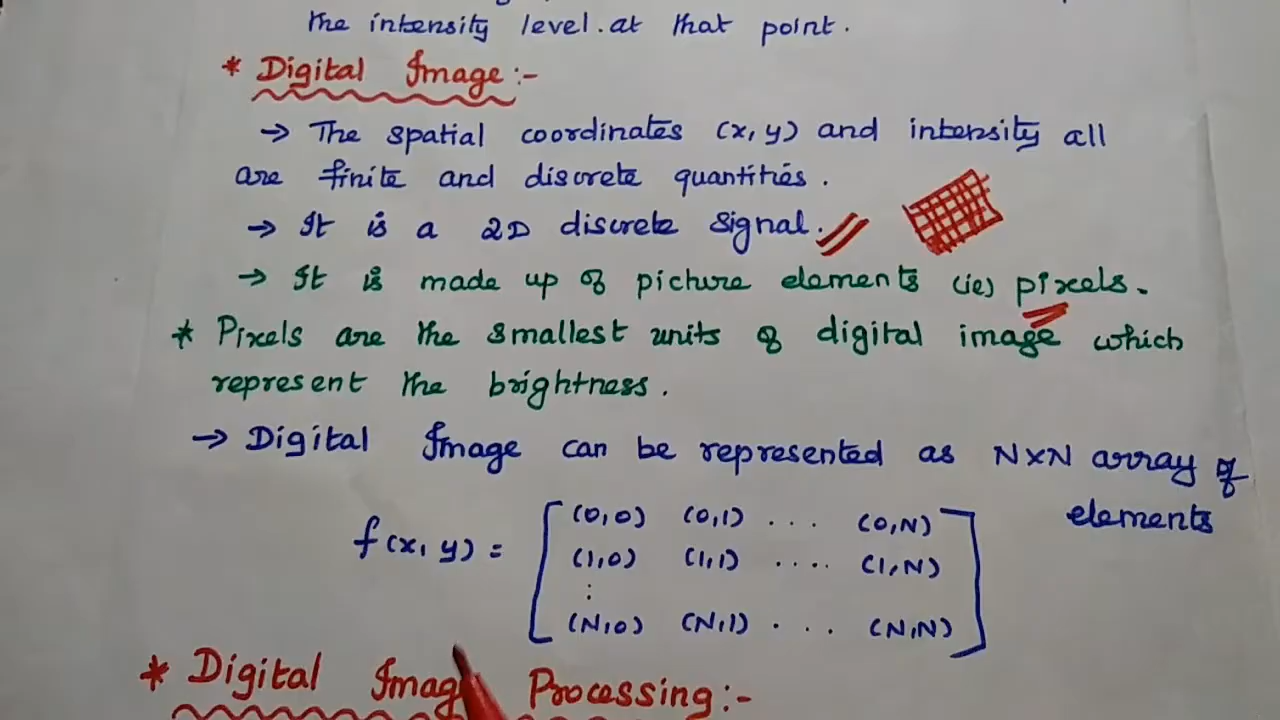 the intensity level.at that point.
* Digital Image:-
→ The spatial coordinates (x,y) and intensity all
are finite and discrete quantities.
→ It is a 2D discrete signal.
→ It is made up of picture elements (ie) pixels.
* Pixels are the smallest units of digital image which
represent the brightness.
→ Digital Image can be represented as N×N array of
elements
f(x,y) = [(0,0) (0,1) ... (0,N)
(1,0) (1,1) .... (1,N)
:
(N,0) (N,1) . ... (N,N)]
* Digital Image Processing:-